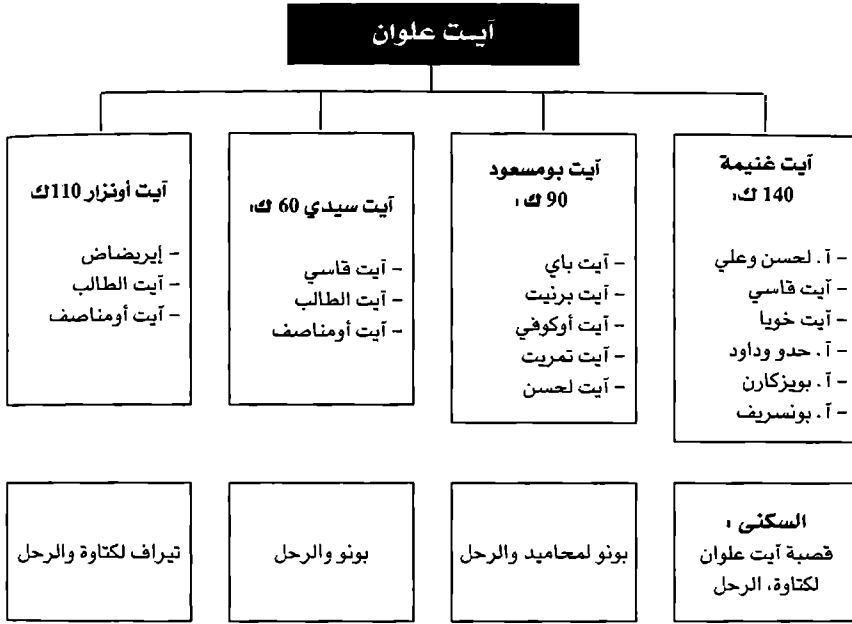 آيت علوان
آيت غنيمة
140 ك:
- آ. لحسن وعلي
- آيت قاسي
- آيت خويا
- آ. حدو وداود
- آ. بويزكارن
- آ. بونسريف
آيت بومسعود
90 ك:
- آيت باي
- آيت برنيت
- آيت أوكوفي
- آيت تمريت
- آيت لحسن
آيت سيدي 60 ك:
- آيت قاسي
- آيت الطالب
- آيت أومناصف
آيت أونزار 110ك
- إيريضاض
- آيت الطالب
- آيت أومناصف
السكنى:
قصبة آيت علوان
لكتاوة، الرحل
بونو لمحاميد والرحل
بونو والرحل
تيراف لكتاوة والرحل